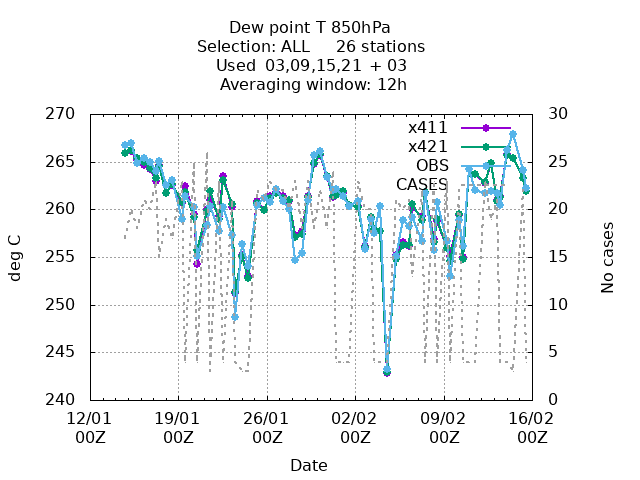 Dew point T 850hPa
Selection: ALL 26 stations
Used 03,09,15,21 + 03
Averaging window: 12h
270 30
x411
x421
OBS
CASES
265 25
260 20
255 15
250 10
245 5
240 0
deg C
No cases
12/01 19/01 26/01 02/02 09/02 16/02
00Z 00Z 00Z 00Z 00Z 00Z
Date